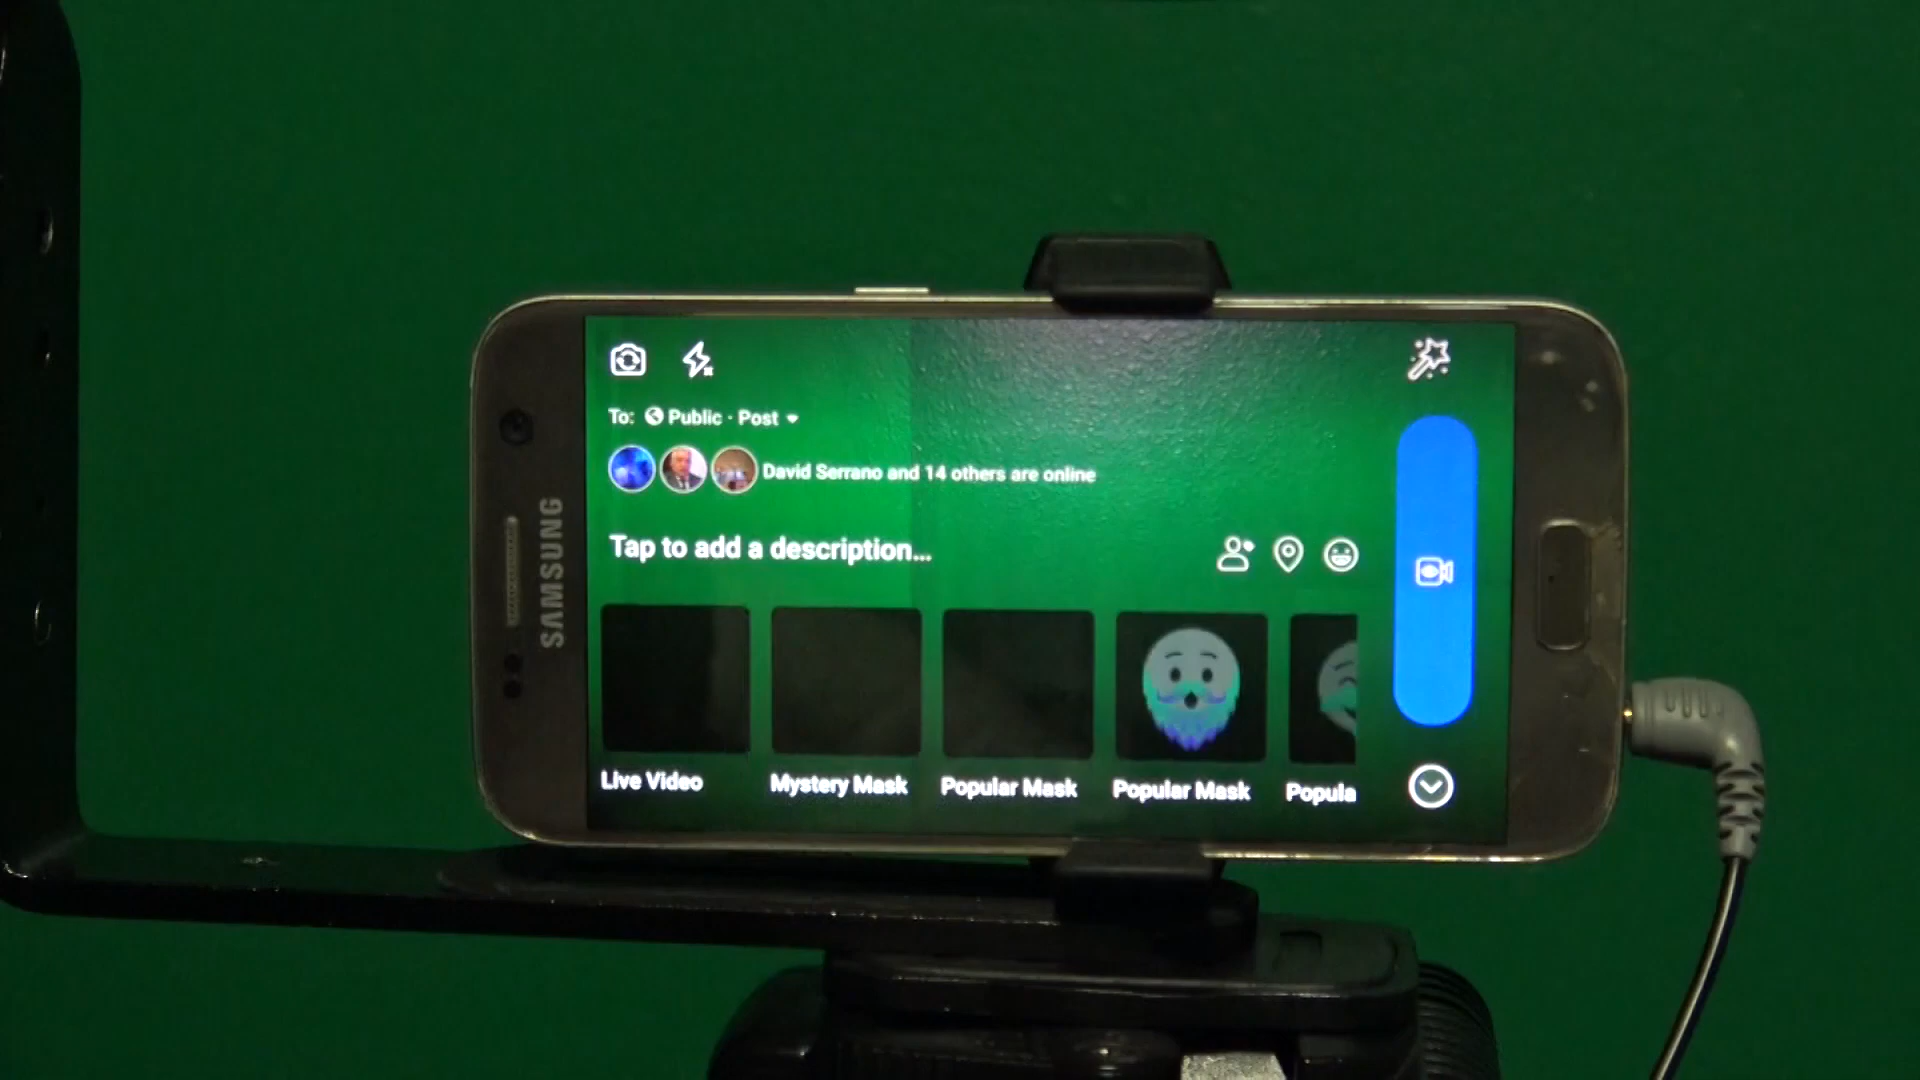 SAMSUNG
To: Public · Post
David Serrano and 14 others are online
Tap to add a description...
Live Video
Mystery Mask
Popular Mask
Popular Mask
Popula